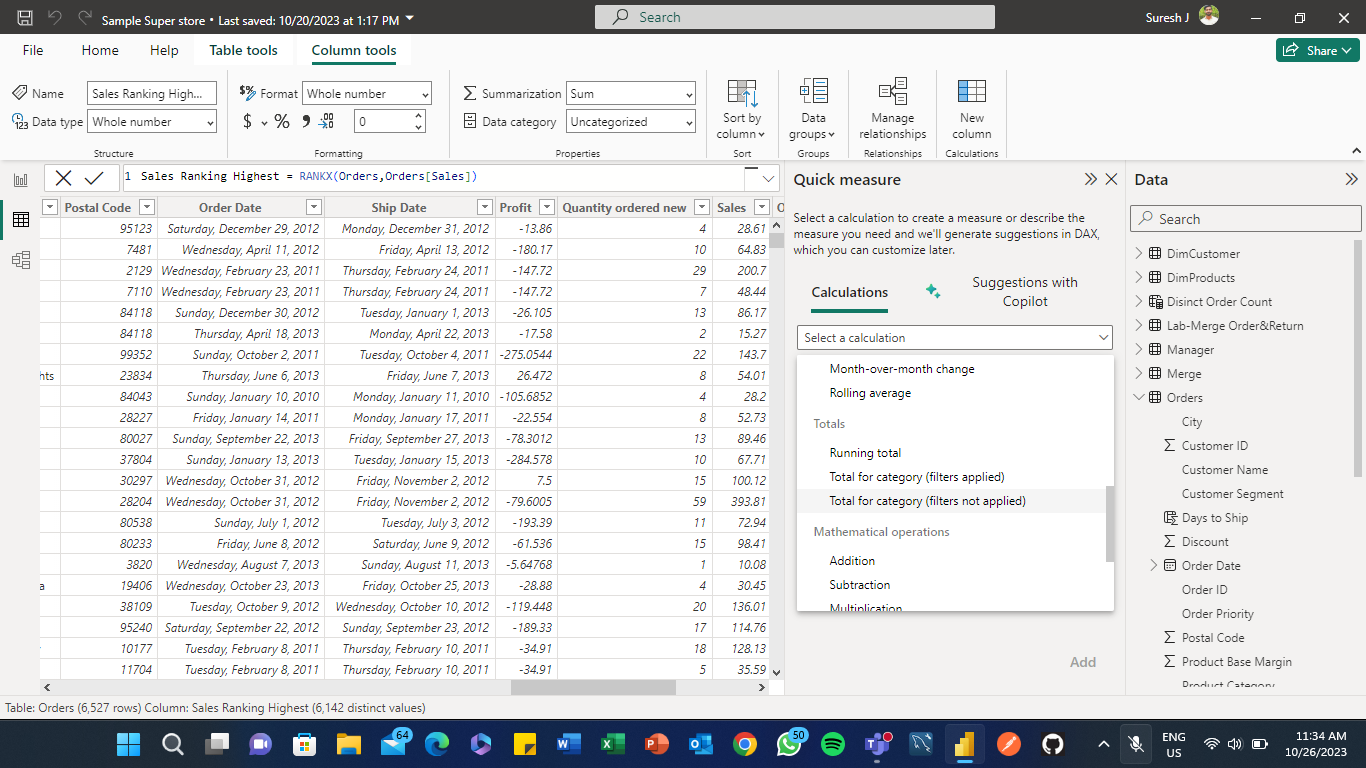 Sample Super store • Last saved: 10/20/2023 at 1:17 PM
Search
Suresh J
File
Home
Help
Table tools
Column tools
Share
Name
Sales Ranking High...
Data type
Whole number
Structure
Format
Whole number
$
%
0
Formatting
Summarization
Sum
Data category
Uncategorized
Properties
Sort by
column
Sort
Data
groups
Groups
Manage
relationships
Relationships
New
column
Calculations
1 Sales Ranking Highest = RANKX(Orders,Orders[Sales])
Postal Code Order Date Ship Date Profit Quantity ordered new Sales O
95123 Saturday, December 29, 2012 Monday, December 31, 2012 -13.86 4 28.61
7481 Wednesday, April 11, 2012 Friday, April 13, 2012 -180.17 10 64.83
2129 Wednesday, February 23, 2011 Thursday, February 24, 2011 -147.72 29 200.7
7110 Wednesday, February 23, 2011 Thursday, February 24, 2011 -147.72 7 48.44
84118 Sunday, December 30, 2012 Tuesday, January 1, 2013 -26.105 13 86.17
84118 Thursday, April 18, 2013 Monday, April 22, 2013 -17.58 2 15.27
99352 Sunday, October 2, 2011 Tuesday, October 4, 2011 -275.0544 22 143.7
hts 23834 Thursday, June 6, 2013 Friday, June 7, 2013 26.472 8 54.01
84043 Sunday, January 10, 2010 Monday, January 11, 2010 -105.6852 4 28.2
28227 Friday, January 14, 2011 Monday, January 17, 2011 -22.554 8 52.73
80027 Sunday, September 22, 2013 Friday, September 27, 2013 -78.3012 13 89.46
37804 Sunday, January 13, 2013 Tuesday, January 15, 2013 -284.578 10 67.71
30297 Wednesday, October 31, 2012 Friday, November 2, 2012 7.5 15 100.12
28204 Wednesday, October 31, 2012 Friday, November 2, 2012 -79.6005 59 393.81
80538 Sunday, July 1, 2012 Tuesday, July 3, 2012 -193.39 11 72.94
80233 Friday, June 8, 2012 Saturday, June 9, 2012 -61.536 15 98.41
3820 Wednesday, August 7, 2013 Sunday, August 11, 2013 -5.64768 1 10.08
a 19406 Wednesday, October 23, 2013 Friday, October 25, 2013 -28.88 4 30.45
38109 Tuesday, October 9, 2012 Wednesday, October 10, 2012 -119.448 20 136.01
95240 Saturday, September 22, 2012 Sunday, September 23, 2012 -189.33 17 114.76
10177 Tuesday, February 8, 2011 Thursday, February 10, 2011 -34.91 18 128.13
11704 Tuesday, February 8, 2011 Thursday, February 10, 2011 -34.91 5 35.59
Quick measure
Select a calculation to create a measure or describe the
measure you need and we'll generate suggestions in DAX,
which you can customize later.
Calculations
Suggestions with
Copilot
Select a calculation
Month-over-month change
Rolling average
Totals
Running total
Total for category (filters applied)
Total for category (filters not applied)
Mathematical operations
Addition
Subtraction
Multiplication
Add
Data
Search
DimCustomer
DimProducts
Disinct Order Count
Lab-Merge Order&Return
Manager
Merge
Orders
City
Customer ID
Customer Name
Customer Segment
Days to Ship
Discount
Order Date
Order ID
Order Priority
Postal Code
Product Base Margin
Product Category
Table: Orders (6,527 rows) Column: Sales Ranking Highest (6,142 distinct values)
64
50
ENG
US
11:34 AM
10/26/2023